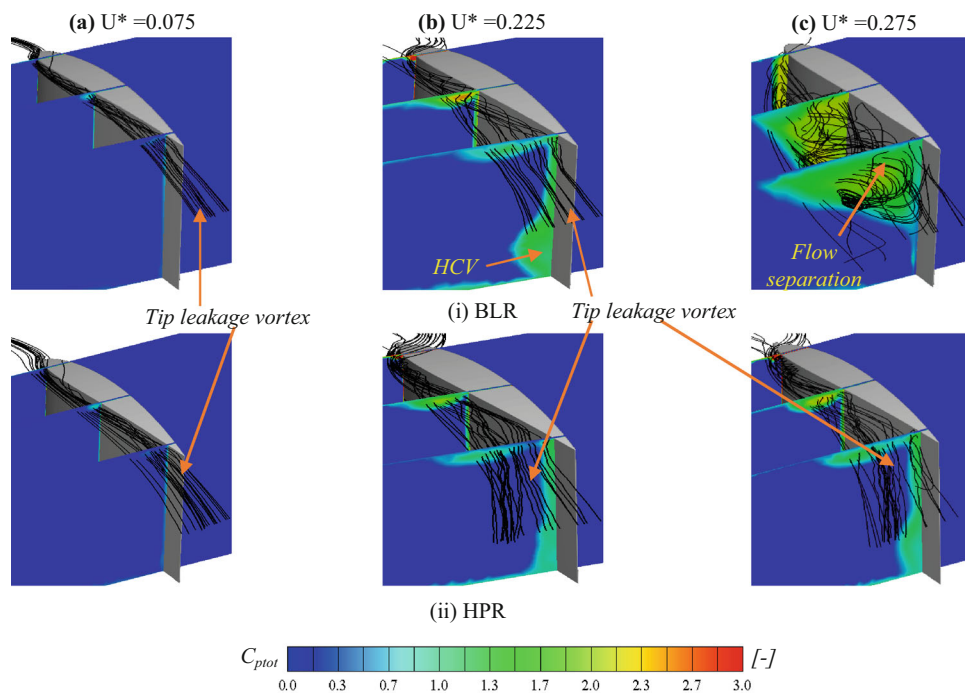 (a) U* =0.075
(b) U* =0.225
(c) U* =0.275
HCV
Flow
separation
(i) BLR
Tip leakage vortex
Tip leakage vortex
(ii) HPR
Cptot
[-]
0.0 0.3 0.7 1.0 1.3 1.7 2.0 2.3 2.7 3.0